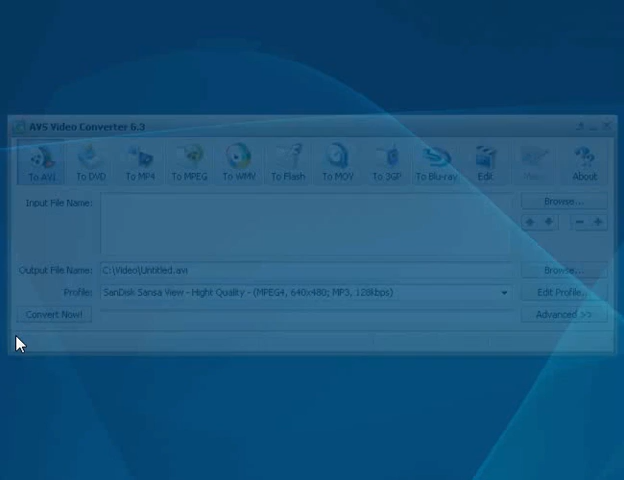 AVS Video Converter 6.3
To AVI To DVD To MP4 To MPEG To WMV To Flash To MOV To 3GP To Blu-ray Edit About
Input File Name: Browse...
Output File Name: C:\Video\Untitled.avi Browse...
Profile: SanDisk Sansa View - Hight Quality - (MPEG4, 640x480; MP3, 128kbps) Edit Profile...
Convert Now! Advanced >>